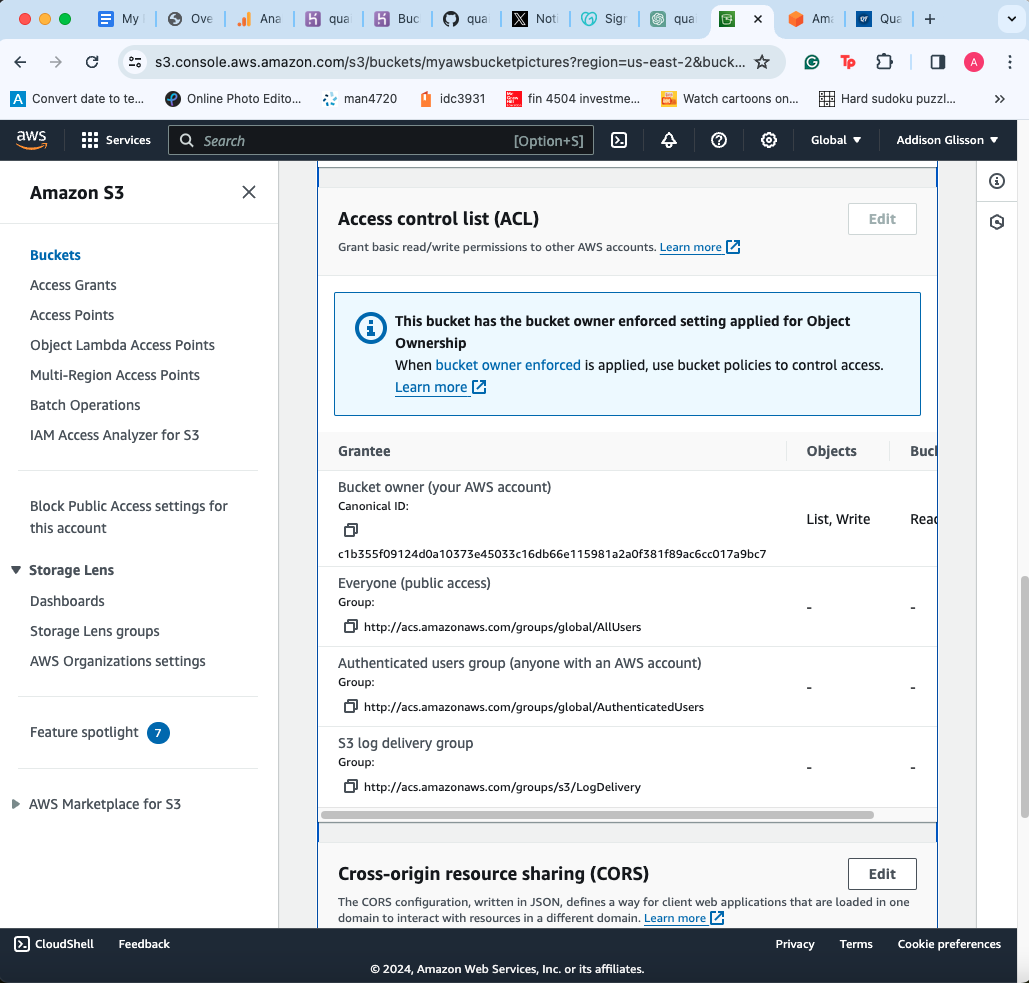 My
Ove
Ana
qua
Buc
qua
Noti
Sigr
qua
Ama
Qua
s3.console.aws.amazon.com/s3/buckets/myawsbucketpictures?region=us-east-2&buck...
A
Convert date to te...
Online Photo Edito...
man4720
idc3931
fin 4504 investme...
Watch cartoons on...
Hard sudoku puzzl...
aws
Services
Search
[Option+S]
Global
Addison Glisson
Amazon S3
Buckets
Access Grants
Access Points
Object Lambda Access Points
Multi-Region Access Points
Batch Operations
IAM Access Analyzer for S3
Block Public Access settings for
this account
Storage Lens
Dashboards
Storage Lens groups
AWS Organizations settings
Feature spotlight 7
AWS Marketplace for S3
Access control list (ACL)
Edit
Grant basic read/write permissions to other AWS accounts. Learn more
This bucket has the bucket owner enforced setting applied for Object
Ownership
When bucket owner enforced is applied, use bucket policies to control access.
Learn more
Grantee Objects Buck
Bucket owner (your AWS account)
Canonical ID:
List, Write Read
c1b355f09124d0a10373e45033c16db66e115981a2a0f381f89ac6cc017a9bc7
Everyone (public access)
Group:
- -
http://acs.amazonaws.com/groups/global/AllUsers
Authenticated users group (anyone with an AWS account)
Group:
- -
http://acs.amazonaws.com/groups/global/AuthenticatedUsers
S3 log delivery group
Group:
- -
http://acs.amazonaws.com/groups/s3/LogDelivery
Cross-origin resource sharing (CORS)
Edit
The CORS configuration, written in JSON, defines a way for client web applications that are loaded in one
domain to interact with resources in a different domain. Learn more
CloudShell Feedback
Privacy Terms Cookie preferences
© 2024, Amazon Web Services, Inc. or its affiliates.